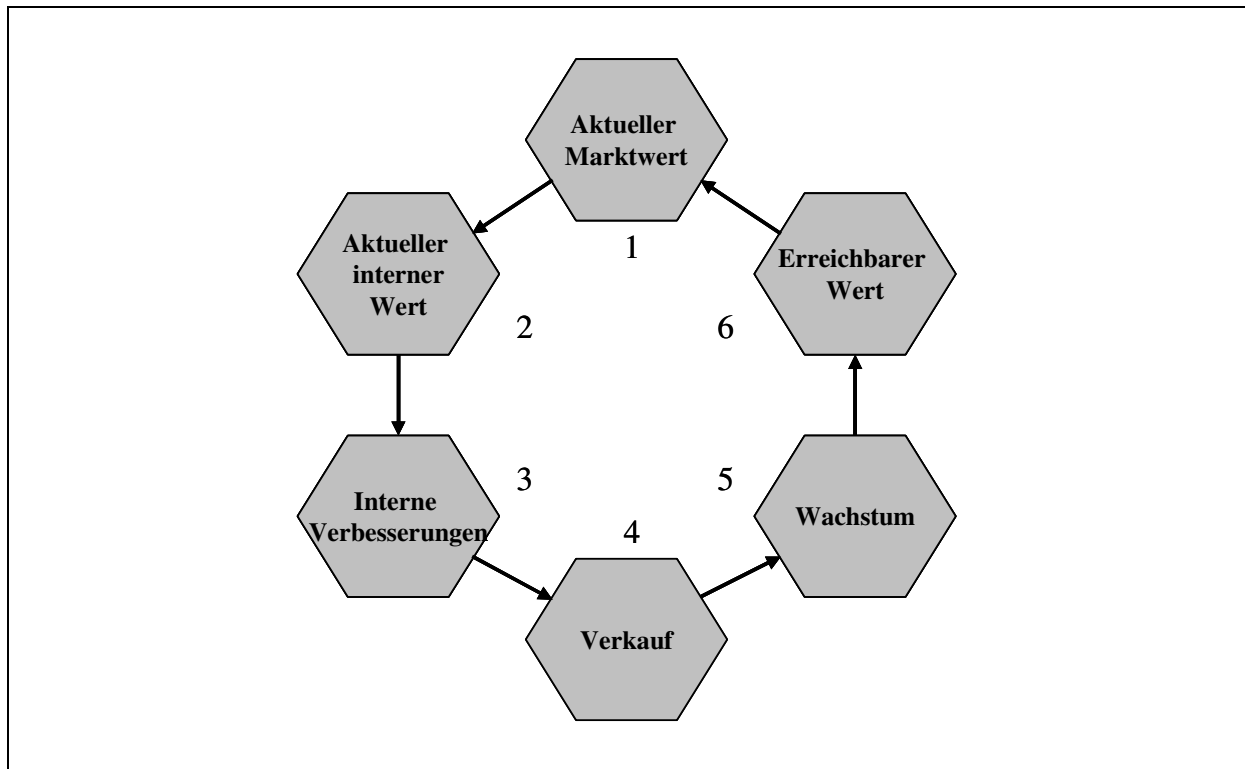 Aktueller
Marktwert
1
Aktueller
interner
Wert
2
Interne
Verbesserungen
3
Verkauf
4
Wachstum
5
Erreichbarer
Wert
6